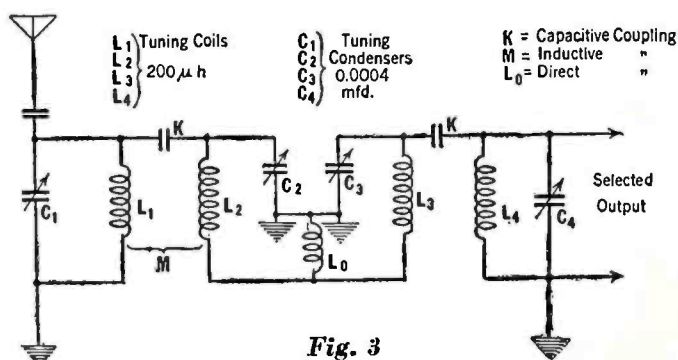 L₁ Tuning Coils
L₂
L₃ 200 μ h
L₄
C₁ Tuning
C₂ Condensers
C₃ 0.0004
C₄ mfd.
K = Capacitive Coupling
M = Inductive "
L₀ = Direct "
K
K
C₁
L₁
L₂
C₂
C₃
L₃
L₄
C₄
Selected
Output
M
L₀
Fig. 3